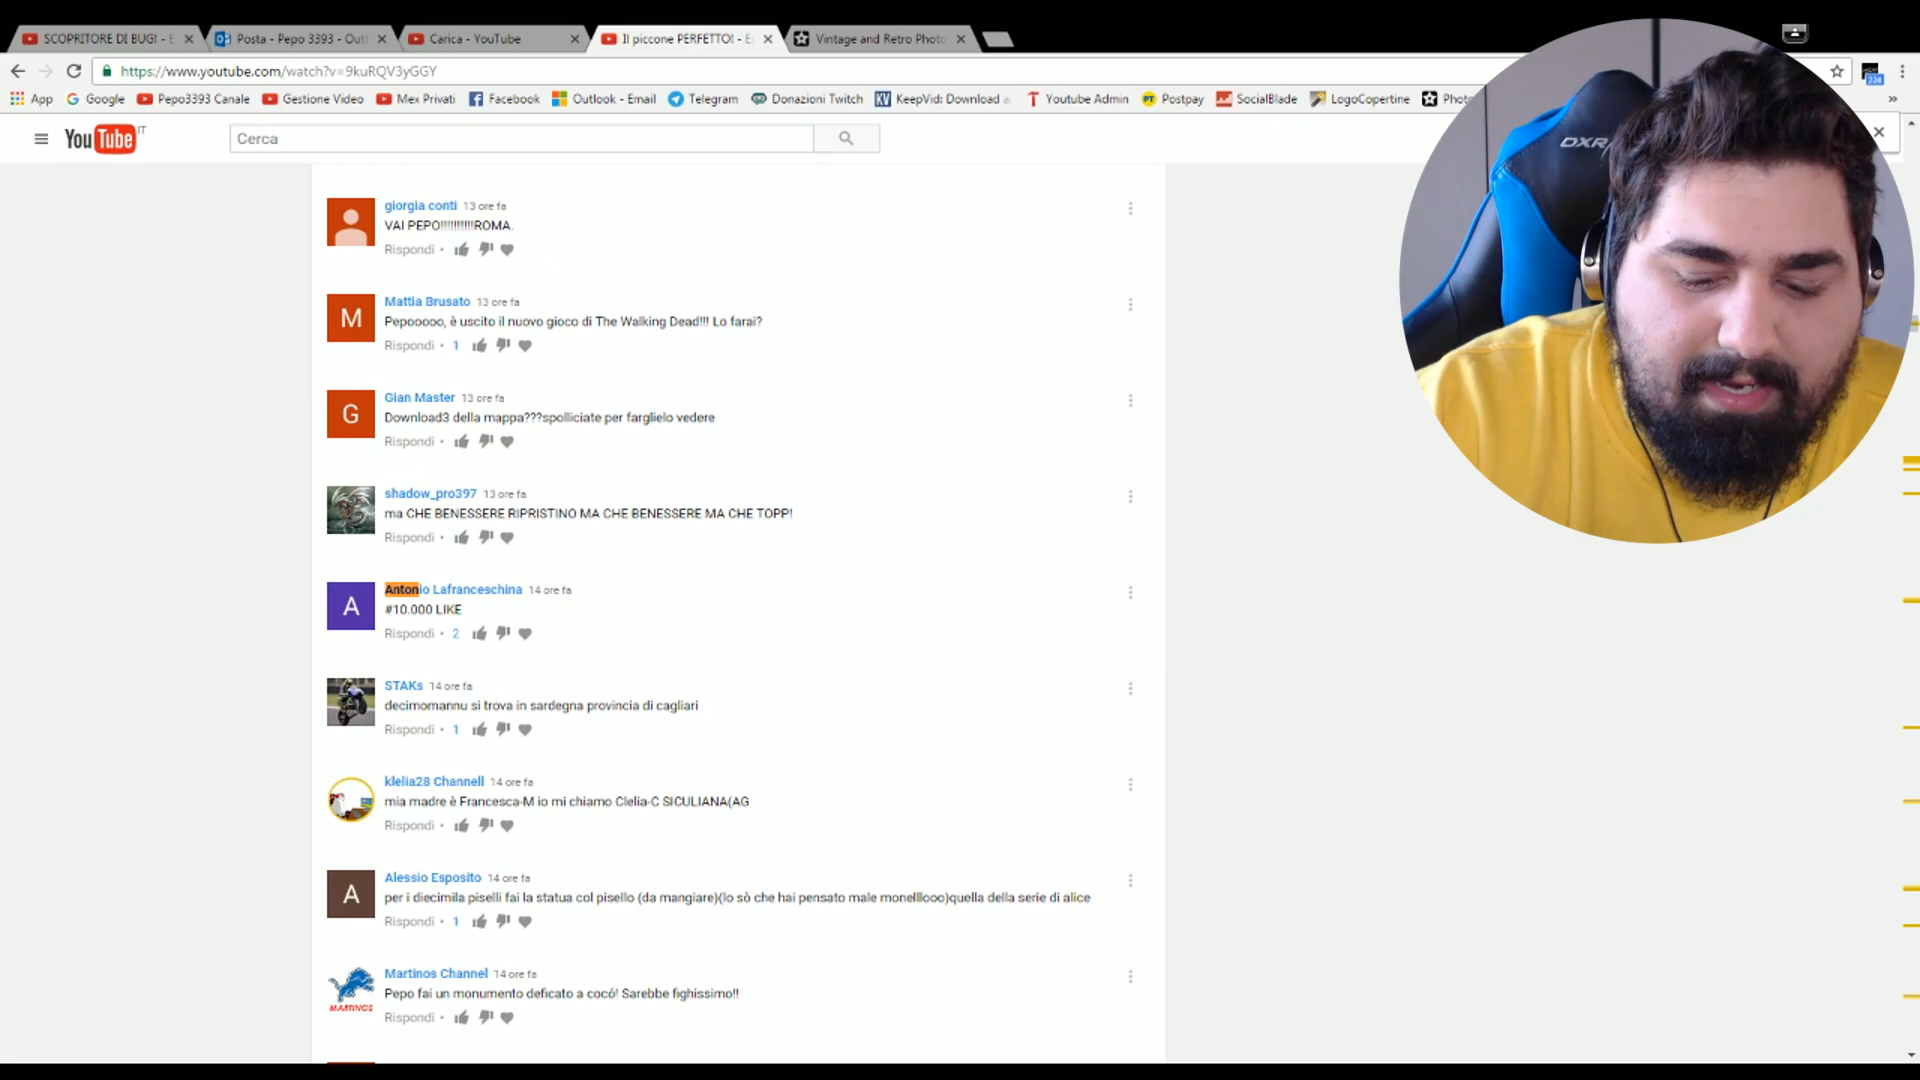 SCOPRITORE DI BUG! - E
Posta - Pepo 3393 - Outl
Carica - YouTube
Il piccone PERFETTO! - E
Vintage and Retro Photo
https://www.youtube.com/watch?v=9kuRQV3yGGY
224
App
Google
Pepo3393 Canale
Gestione Video
Mex Privati
Facebook
Outlook - Email
Telegram
Donazioni Twitch
KeepVid: Download a
Youtube Admin
Postpay
SocialBlade
LogoCopertine
Photo
YouTube IT
Cerca
DXR
giorgia conti 13 ore fa
VAI PEPO!!!!!!!!!!!ROMA.
Rispondi •
M
Mattia Brusato 13 ore fa
Pepooooo, è uscito il nuovo gioco di The Walking Dead!!! Lo farai?
Rispondi • 1
G
Gian Master 13 ore fa
Download3 della mappa???spolliciate per farglielo vedere
Rispondi •
shadow_pro397 13 ore fa
ma CHE BENESSERE RIPRISTINO MA CHE BENESSERE MA CHE TOPP!
Rispondi •
A
Antonio Lafranceschina 14 ore fa
#10.000 LIKE
Rispondi • 2
STAKs 14 ore fa
decimomannu si trova in sardegna provincia di cagliari
Rispondi • 1
klelia28 Channell 14 ore fa
mia madre è Francesca-M io mi chiamo Clelia-C SICULIANA(AG
Rispondi •
A
Alessio Esposito 14 ore fa
per i diecimila piselli fai la statua col pisello (da mangiare)(lo sò che hai pensato male monelllooo)quella della serie di alice
Rispondi • 1
MARTINOS
Martinos Channel 14 ore fa
Pepo fai un monumento deficato a cocó! Sarebbe fighissimo!!
Rispondi •